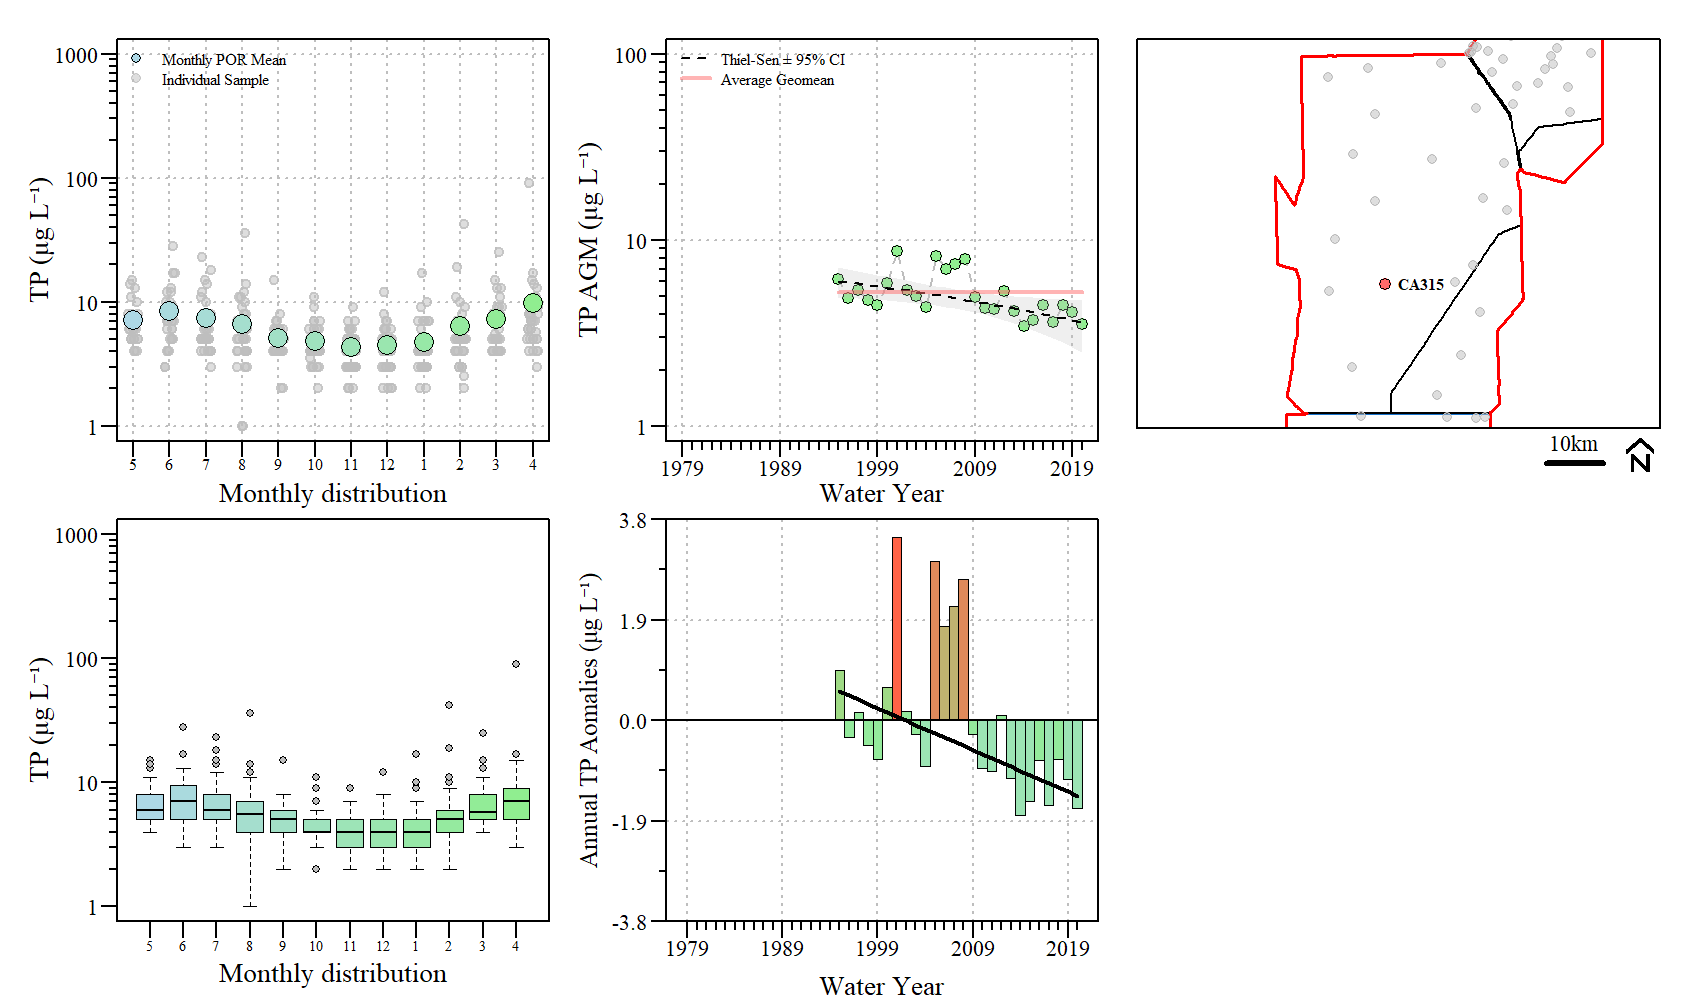 1000
100
10
1
TP (µg L⁻¹)
Monthly POR Mean
Individual Sample
5 6 7 8 9 10 11 12 1 2 3 4
Monthly distribution
100
10
1
TP AGM (µg L⁻¹)
Thiel-Sen ± 95% CI
Average Geomean
1979 1989 1999 2009 2019
Water Year
CA315
10km
N
1000
100
10
1
TP (µg L⁻¹)
5 6 7 8 9 10 11 12 1 2 3 4
Monthly distribution
3.8
1.9
0.0
-1.9
-3.8
Annual TP Aomalies (µg L⁻¹)
1979 1989 1999 2009 2019
Water Year